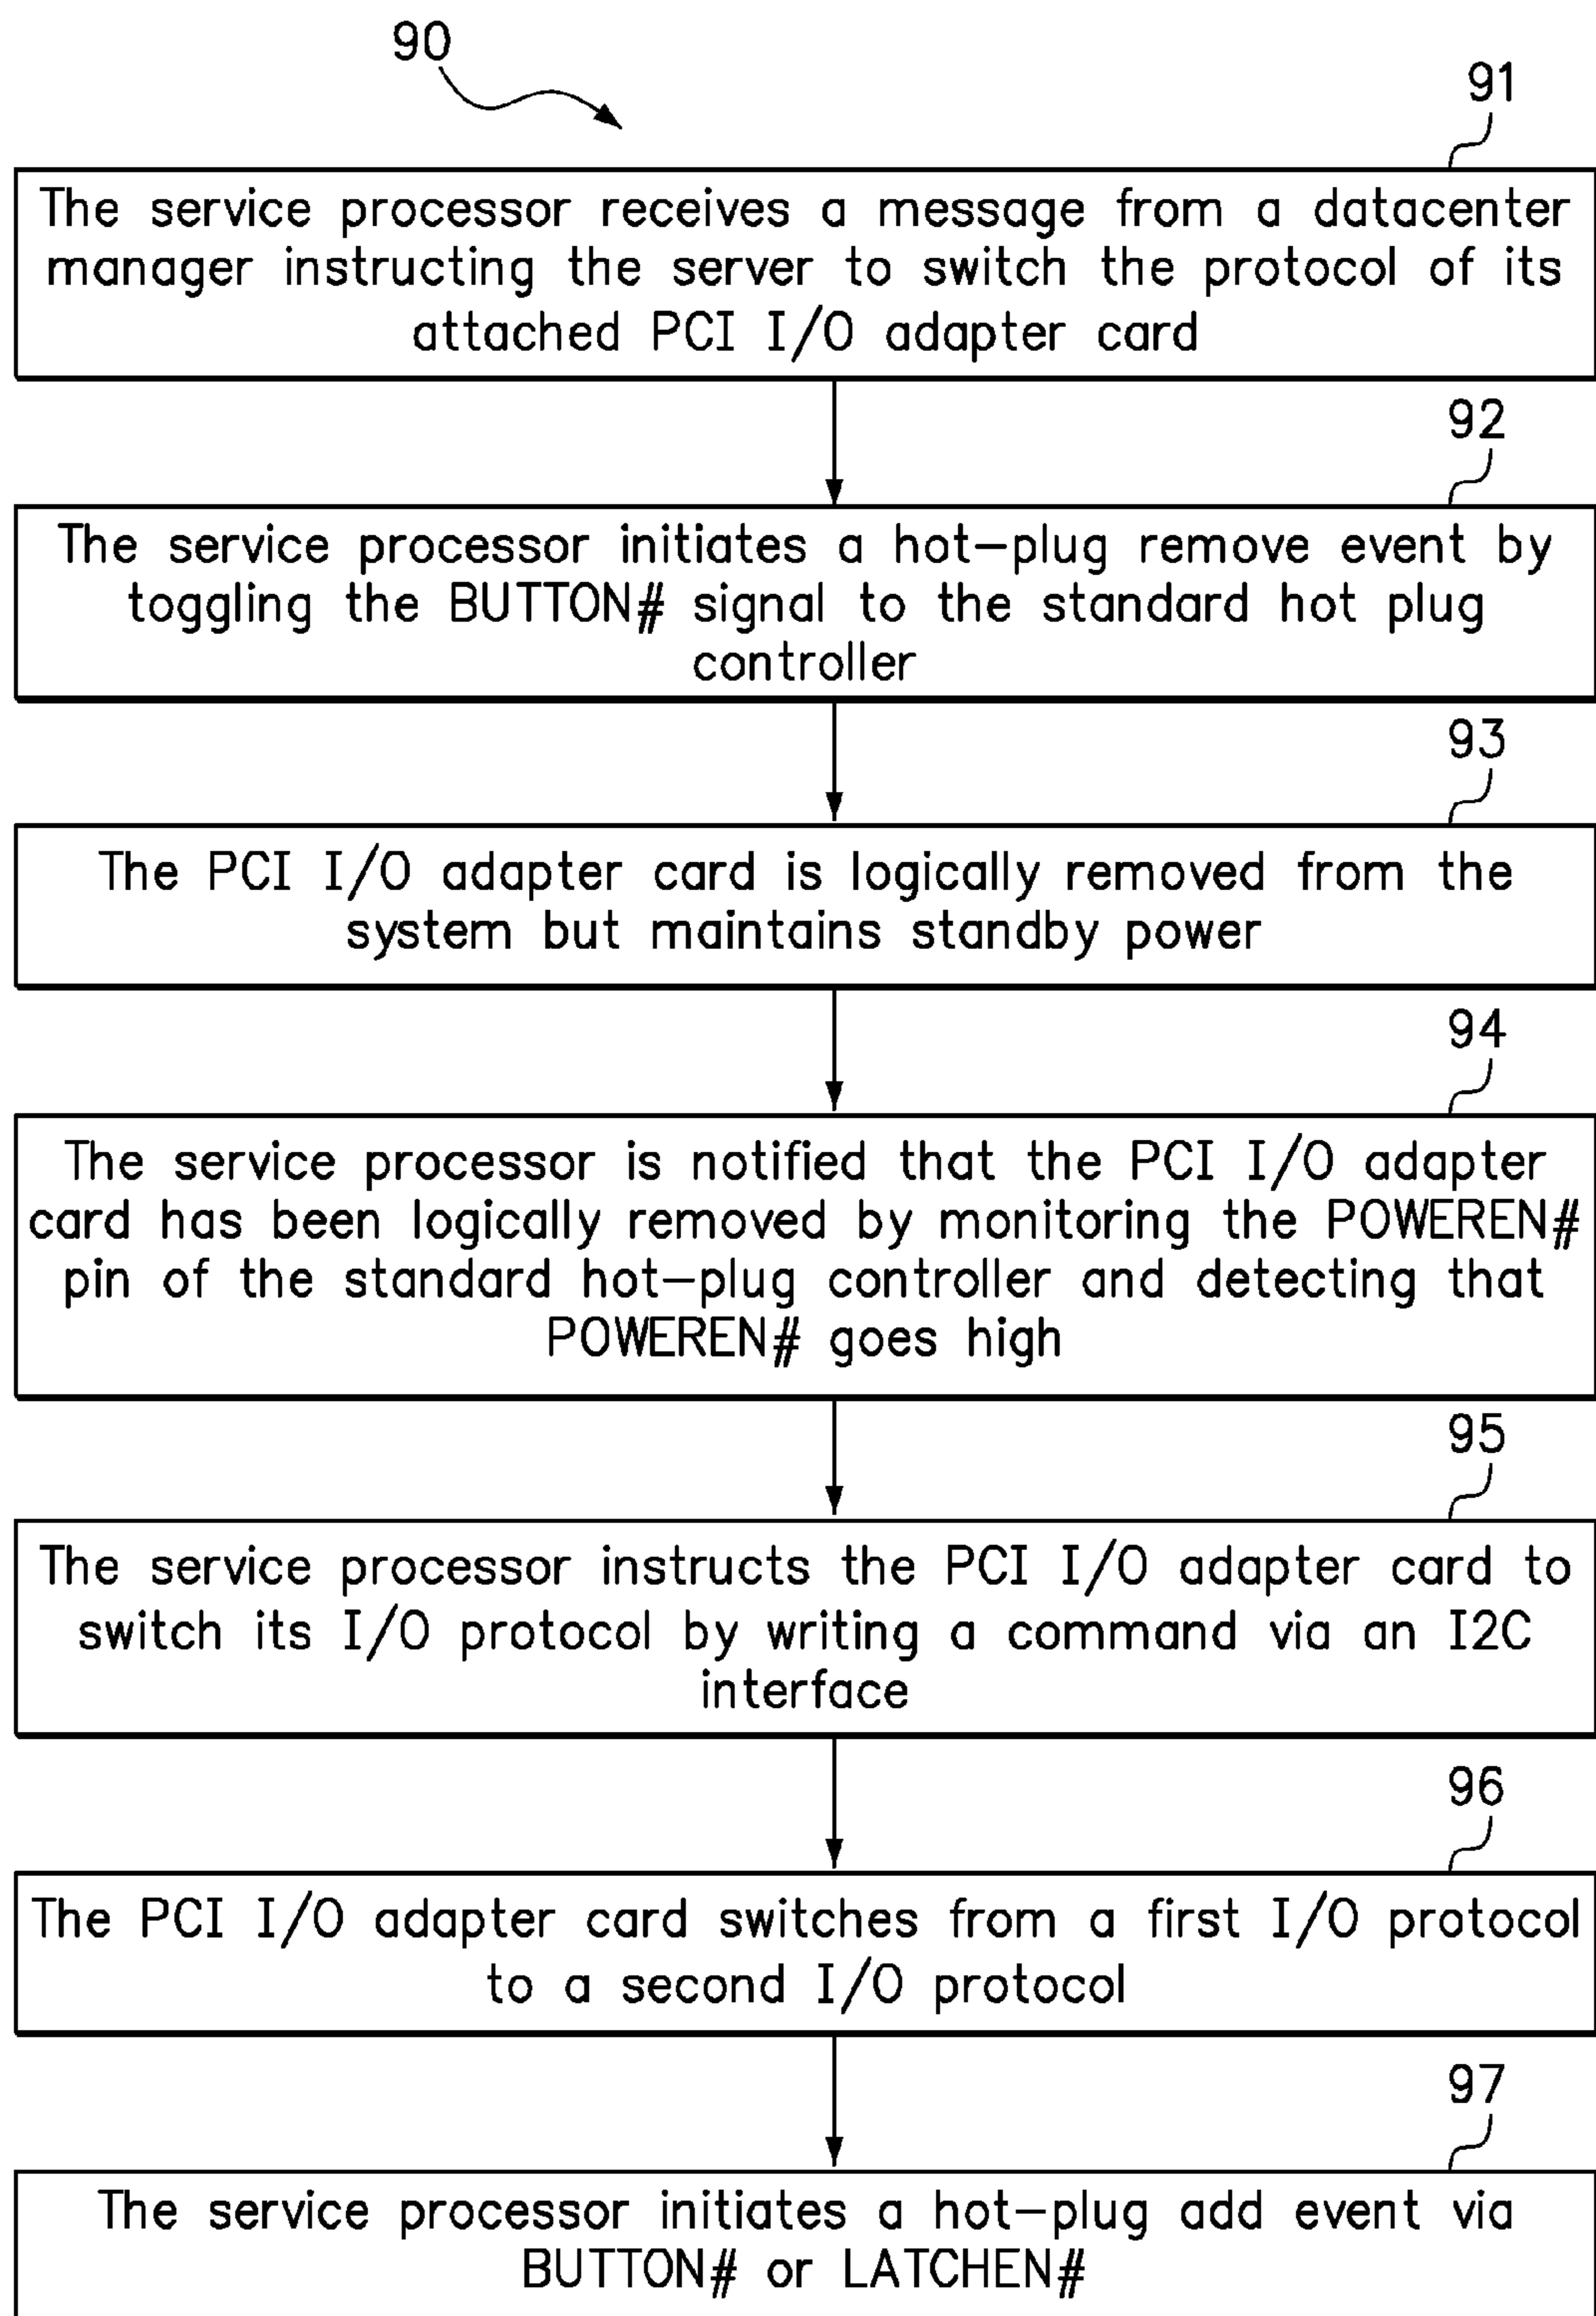 90
91
The service processor receives a message from a datacenter
manager instructing the server to switch the protocol of its
attached PCI I/O adapter card
92
The service processor initiates a hot-plug remove event by
toggling the BUTTON# signal to the standard hot plug
controller
93
The PCI I/O adapter card is logically removed from the
system but maintains standby power
94
The service processor is notified that the PCI I/O adapter
card has been logically removed by monitoring the POWEREN#
pin of the standard hot-plug controller and detecting that
POWEREN# goes high
95
The service processor instructs the PCI I/O adapter card to
switch its I/O protocol by writing a command via an I2C
interface
96
The PCI I/O adapter card switches from a first I/O protocol
to a second I/O protocol
97
The service processor initiates a hot-plug add event via
BUTTON# or LATCHEN#